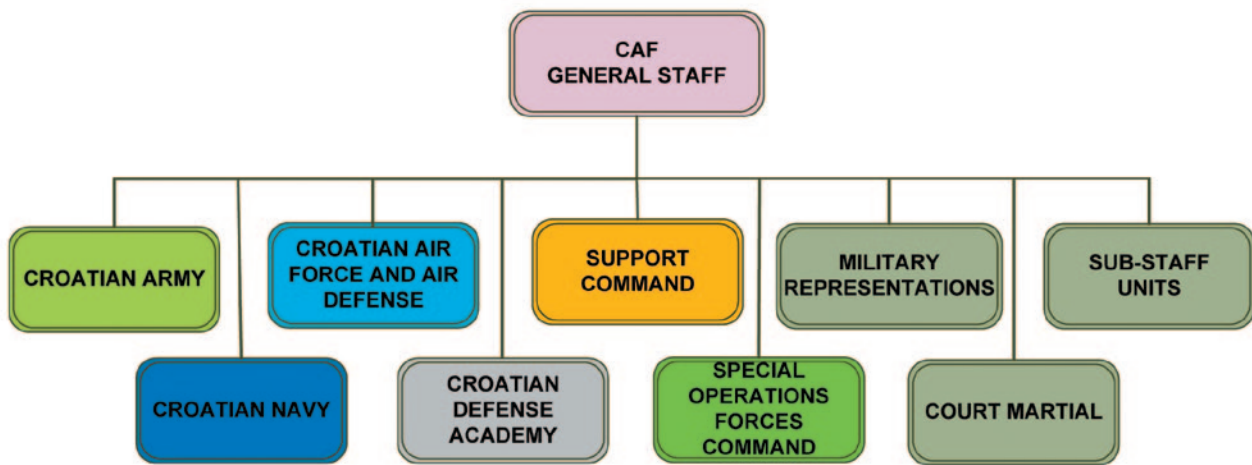 CAF
GENERAL STAFF
CROATIAN ARMY
CROATIAN AIR
FORCE AND AIR
DEFENSE
SUPPORT
COMMAND
MILITARY
REPRESENTATIONS
SUB-STAFF
UNITS
CROATIAN NAVY
CROATIAN
DEFENSE
ACADEMY
SPECIAL
OPERATIONS
FORCES
COMMAND
COURT MARTIAL